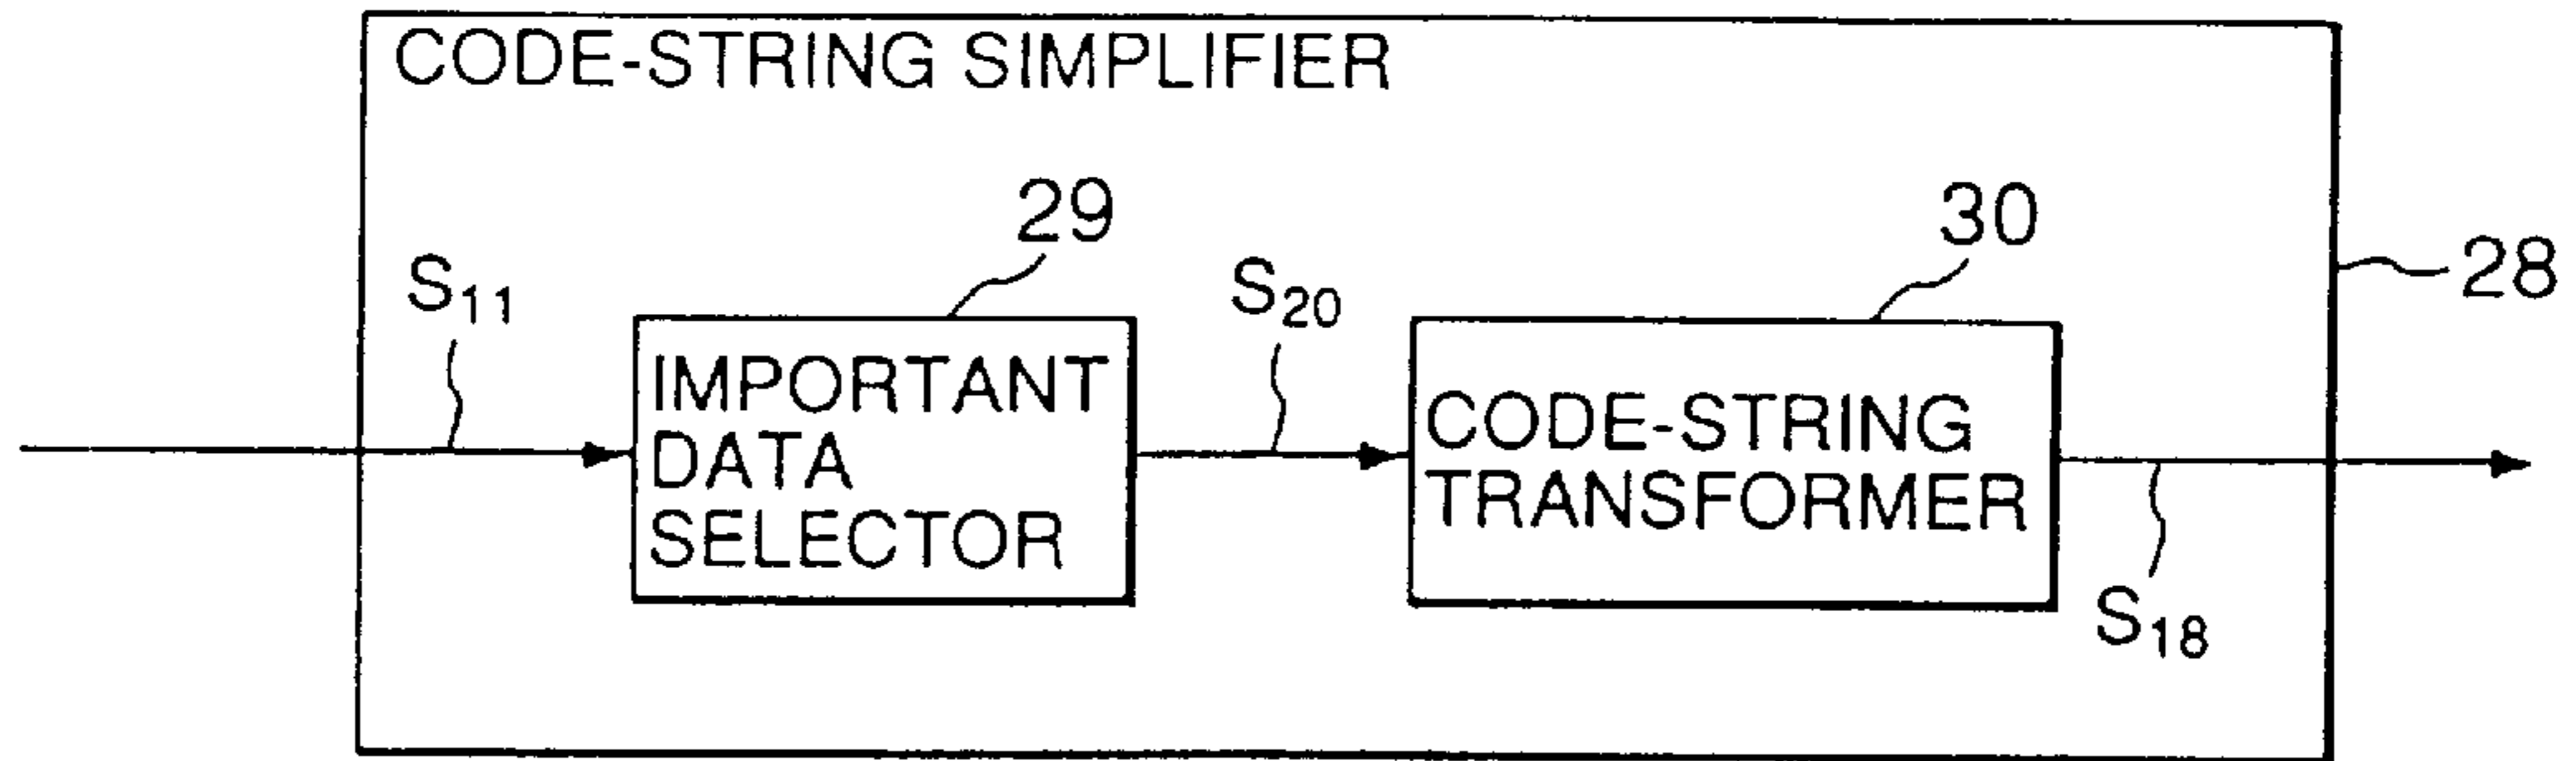 CODE-STRING SIMPLIFIER
29
30
28
S11
S20
IMPORTANT
DATA
SELECTOR
CODE-STRING
TRANSFORMER
S18